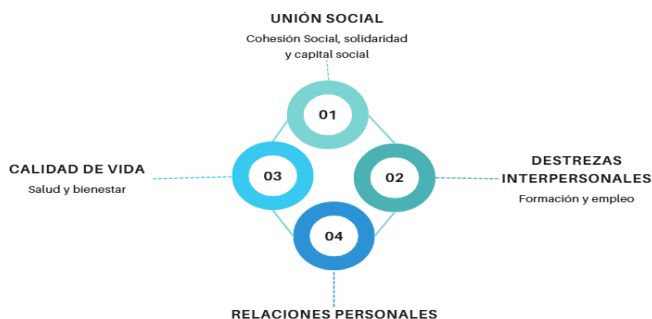 UNIÓN SOCIAL
Cohesión Social, solidaridad
y capital social
01
CALIDAD DE VIDA
Salud y bienestar
03
02
DESTREZAS
INTERPERSONALES
Formación y empleo
04
RELACIONES PERSONALES